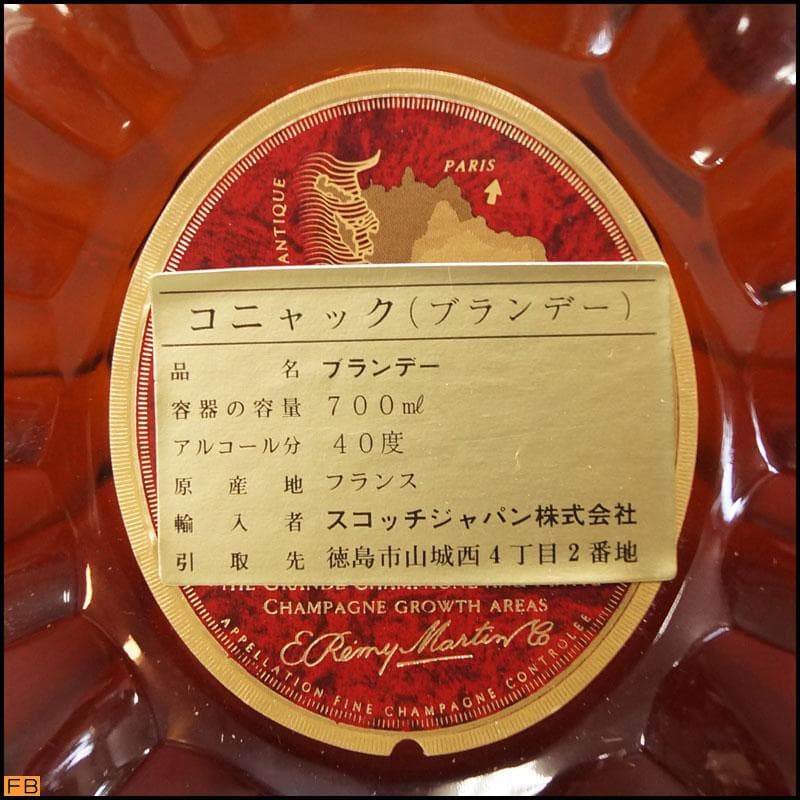 PARIS
ANTIQUE
コニャック(ブランデー)
品名 ブランデー
容器の容量 700㎖
アルコール分 40度
原産地 フランス
輸入者 スコッチジャパン株式会社
引取先 徳島市山城西4丁目2番地
THE GRANDE CHAMPAGNE
CHAMPAGNE GROWTH AREAS
E. Rémy Martin & Co
APPELLATION FINE CHAMPAGNE CONTROLEE
FB